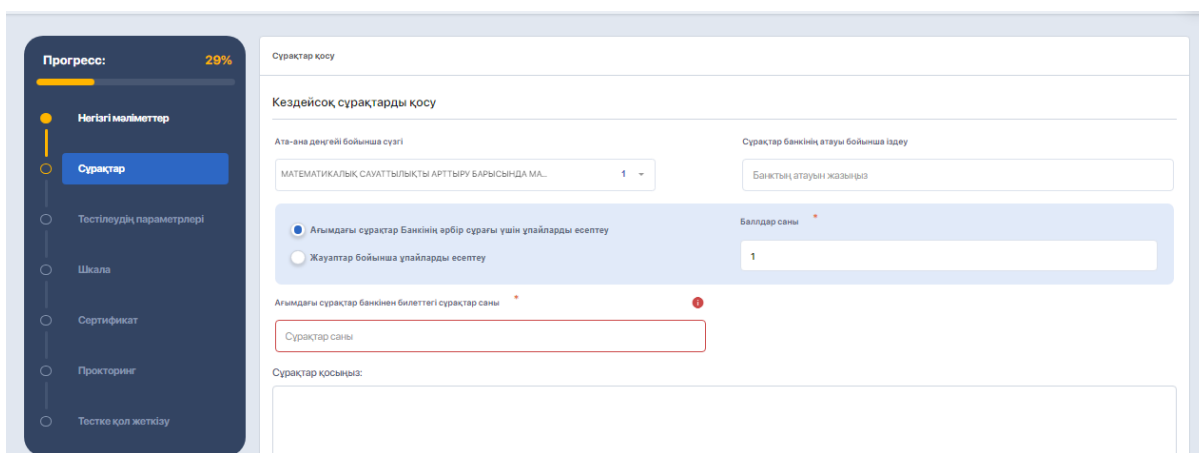 Прогресс: 29%
Негізгі мәліметтер
Сұрақтар
Тестілеудің параметрлері
Шкала
Сертификат
Прокторинг
Тестке қол жеткізу
Сұрақтар қосу
Кездейсоқ сұрақтарды қосу
Ата-ана деңгейі бойынша сүзгі
МАТЕМАТИКАЛЫҚ САУАТТЫЛЫҚТЫ АРТТЫРУ БАРЫСЫНДА МА... 1
Сұрақтар банкінің атауы бойынша іздеу
Банктың атауын жазыңыз
Ағымдағы сұрақтар Банкінің әрбір сұрағы үшін ұпайларды есептеу
Жауаптар бойынша ұпайларды есептеу
Баллдар саны *
1
Ағымдағы сұрақтар банкінен билеттегі сұрақтар саны *
Сұрақтар саны
Сұрақтар қосыңыз: